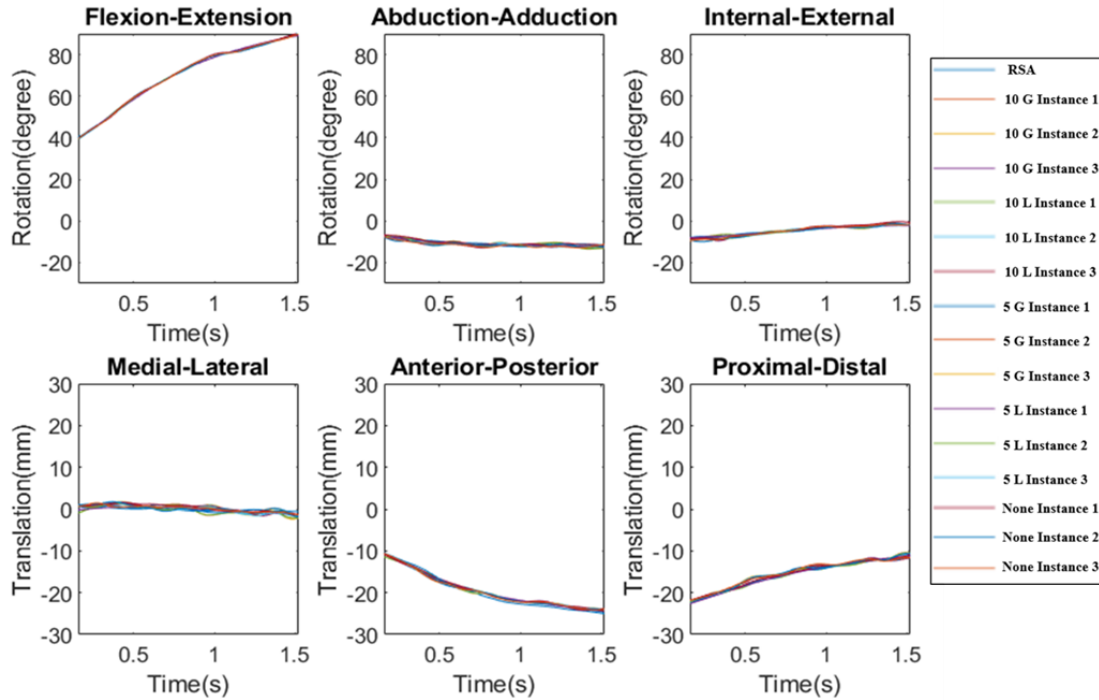 Flexion-Extension
Abduction-Adduction
Internal-External
Rotation(degree)
80
60
40
20
0
-20
0.5
1
1.5
Time(s)
Rotation(degree)
80
60
40
20
0
-20
0.5
1
1.5
Time(s)
Rotation(degree)
80
60
40
20
0
-20
0.5
1
1.5
Time(s)
Medial-Lateral
Anterior-Posterior
Proximal-Distal
Translation(mm)
30
20
10
0
-10
-20
-30
0.5
1
1.5
Time(s)
Translation(mm)
30
20
10
0
-10
-20
-30
0.5
1
1.5
Time(s)
Translation(mm)
30
20
10
0
-10
-20
-30
0.5
1
1.5
Time(s)
RSA
10 G Instance 1
10 G Instance 2
10 G Instance 3
10 L Instance 1
10 L Instance 2
10 L Instance 3
5 G Instance 1
5 G Instance 2
5 G Instance 3
5 L Instance 1
5 L Instance 2
5 L Instance 3
None Instance 1
None Instance 2
None Instance 3